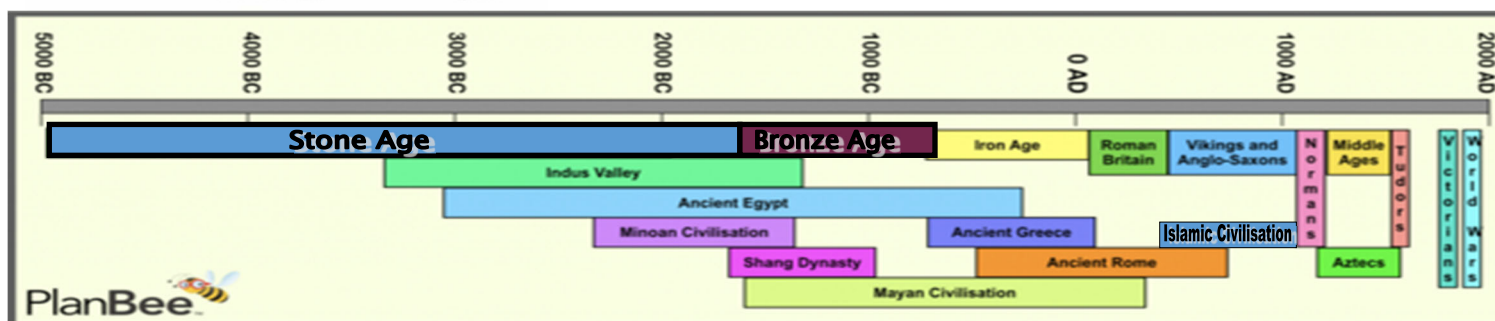 5000 BC
4000 BC
3000 BC
2000 BC
1000 BC
0 AD
1000 AD
2000 AD
Stone Age
Bronze Age
Iron Age
Roman
Britain
Vikings and
Anglo-Saxons
Normans
Middle
Ages
Tudors
Victorians
World Wars
Indus Valley
Ancient Egypt
Minoan Civilisation
Ancient Greece
Islamic Civilisation
Shang Dynasty
Ancient Rome
Aztecs
Mayan Civilisation
PlanBee